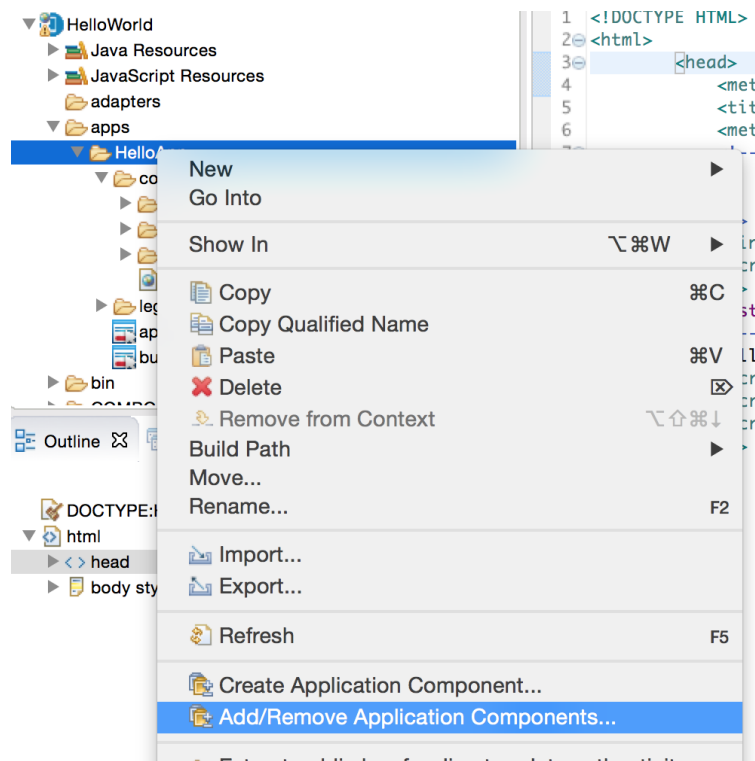 HelloWorld
Java Resources
JavaScript Resources
adapters
apps
bin
Outline
html
head
body
1 <!DOCTYPE HTML>
2 <html>
3 <head>
4
5
6
New
Go Into
Show In ⌥⌘W
Copy ⌘C
Copy Qualified Name
Paste ⌘V
Delete ⌦
Remove from Context ⌥⇧⌘↓
Build Path
Move...
Rename... F2
Import...
Export...
Refresh F5
Create Application Component...
Add/Remove Application Components...